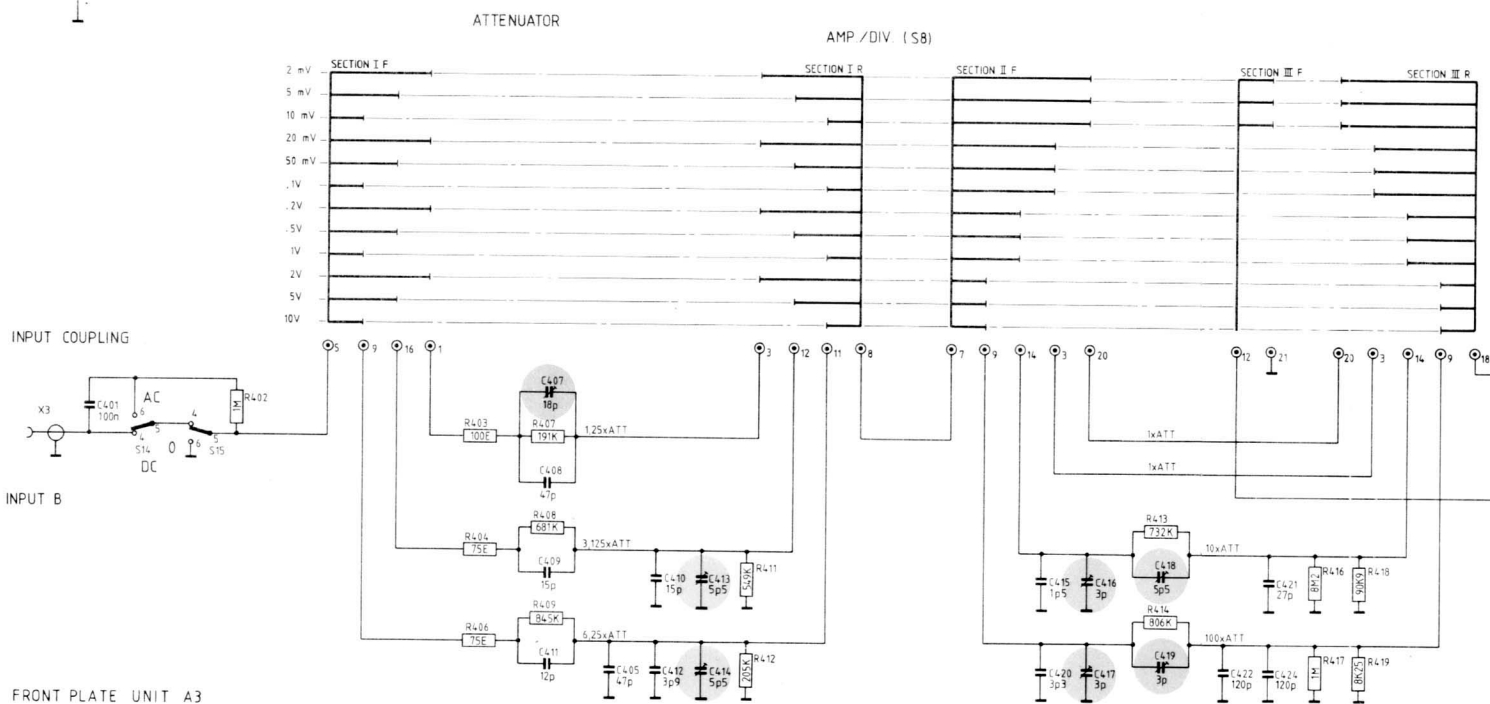 ATTENUATOR
AMP./DIV. (S8)
SECTION I F
SECTION I R
SECTION II F
SECTION III F
SECTION III R
2 mV
5 mV
10 mV
20 mV
50 mV
.1V
.2V
.5V
1V
2V
5V
10V
5
9
16
1
3
12
11
8
7
9
14
3
20
12
21
20
3
14
9
18
INPUT COUPLING
X3
C401
100n
AC
6
5
4
S14
DC
4
5
6
O
S15
1M
R402
INPUT B
C407
18p
R403
100E
R407
191K
1,25xATT
C408
47p
R408
681K
R404
75E
3,125xATT
C409
15p
C410
15p
C413
5p5
R411
549K
R409
845K
R406
75E
6,25xATT
C411
12p
C405
47p
C412
3p9
C414
5p5
R412
205K
1xATT
1xATT
R413
732K
10xATT
C415
1p5
C416
3p
C418
5p5
C421
27p
R416
8M2
R418
90K9
R414
806K
100xATT
C420
3p3
C417
3p
C419
3p
C422
120p
C424
120p
R417
1M
R419
8K25
FRONT PLATE UNIT A3